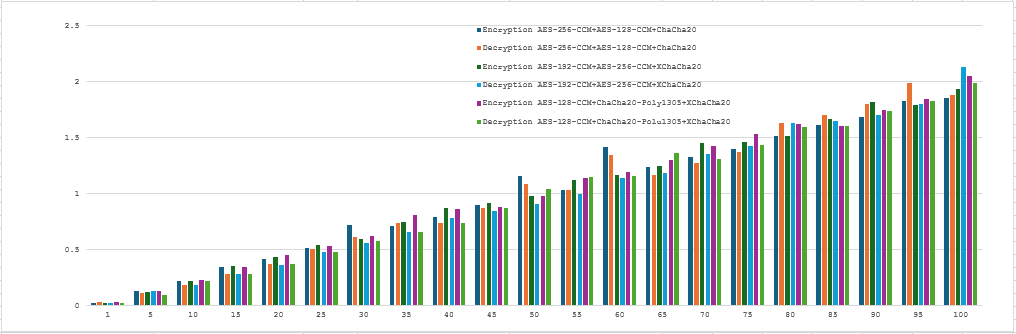 2.5
Encryption AES-256-CCM+AES-128-CCM+ChaCha20
Decryption AES-256-CCM+AES-128-CCM+ChaCha20
2
Encryption AES-192-CCM+AES-256-CCM+XChaCha20
Decryption AES-192-CCM+AES-256-CCM+XChaCha20
Encryption AES-128-CCM+ChaCha20-Poly1305+XChaCha20
Decryption AES-128-CCM+ChaCha20-Poly1305+XChaCha20
1.5
1
0.5
0
1 5 10 15 20 25 30 35 40 45 50 55 60 65 70 75 80 85 90 95 100